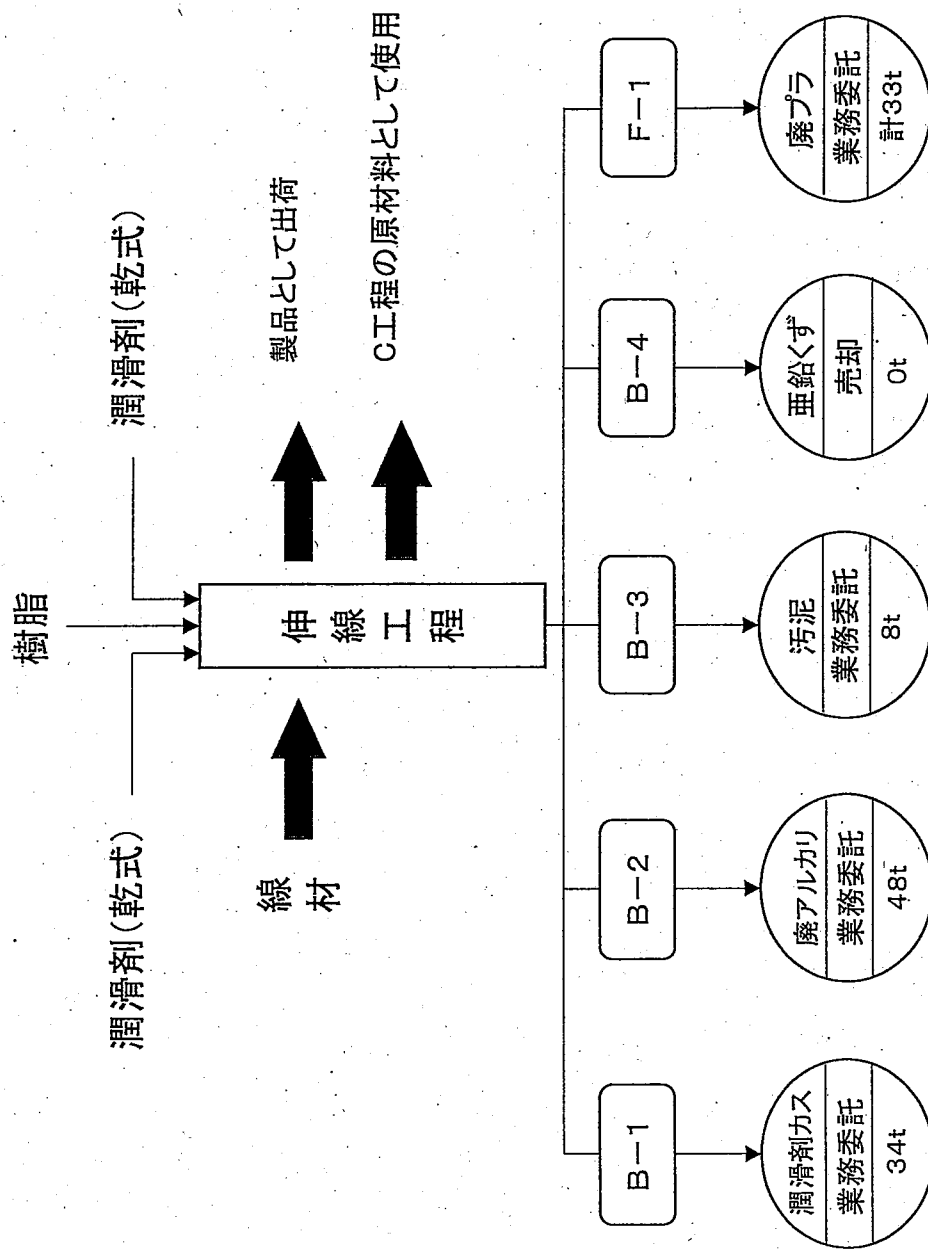 樹脂
潤滑剤(乾式)
潤滑剤(乾式)
線材
伸線工程
製品として出荷
C工程の原材料として使用
B-1
B-2
B-3
B-4
F-1
潤滑剤カス
業務委託
34t
廃アルカリ
業務委託
48t
汚泥
業務委託
8t
亜鉛くず
売却
0t
廃プラ
業務委託
計33t